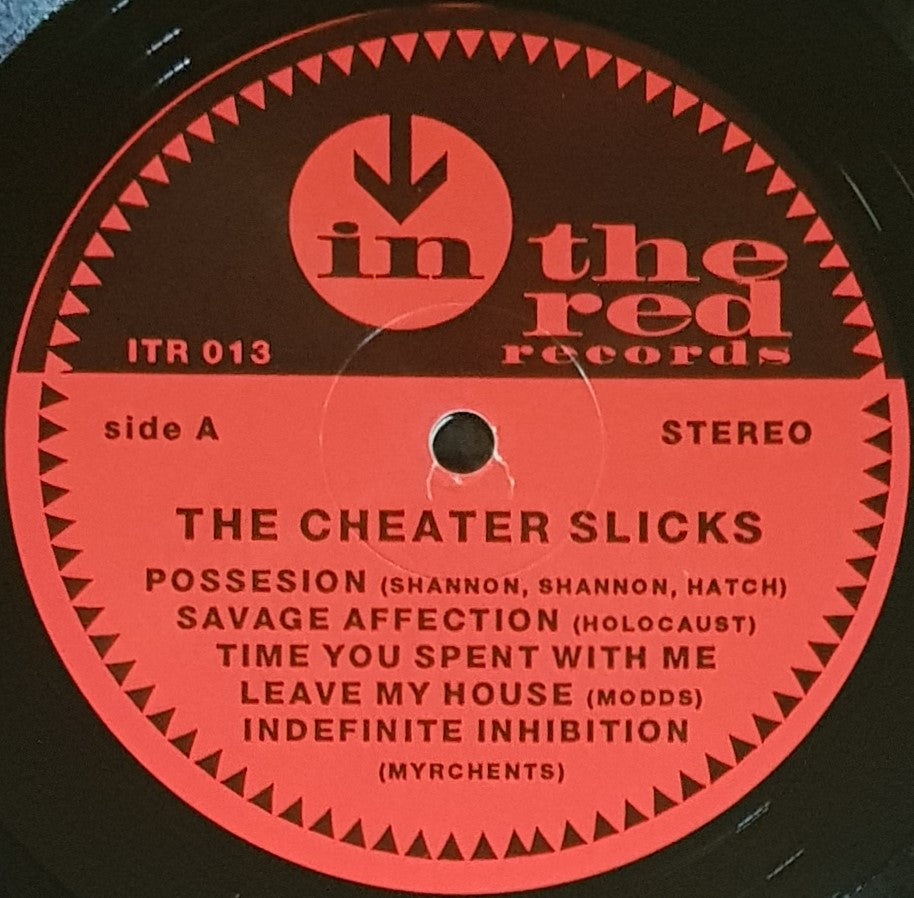 in
the
red
records
ITR 013
side A
STEREO
THE CHEATER SLICKS
POSSESION (SHANNON, SHANNON, HATCH)
SAVAGE AFFECTION (HOLOCAUST)
TIME YOU SPENT WITH ME
LEAVE MY HOUSE (MODDS)
INDEFINITE INHIBITION
(MYRCHENTS)